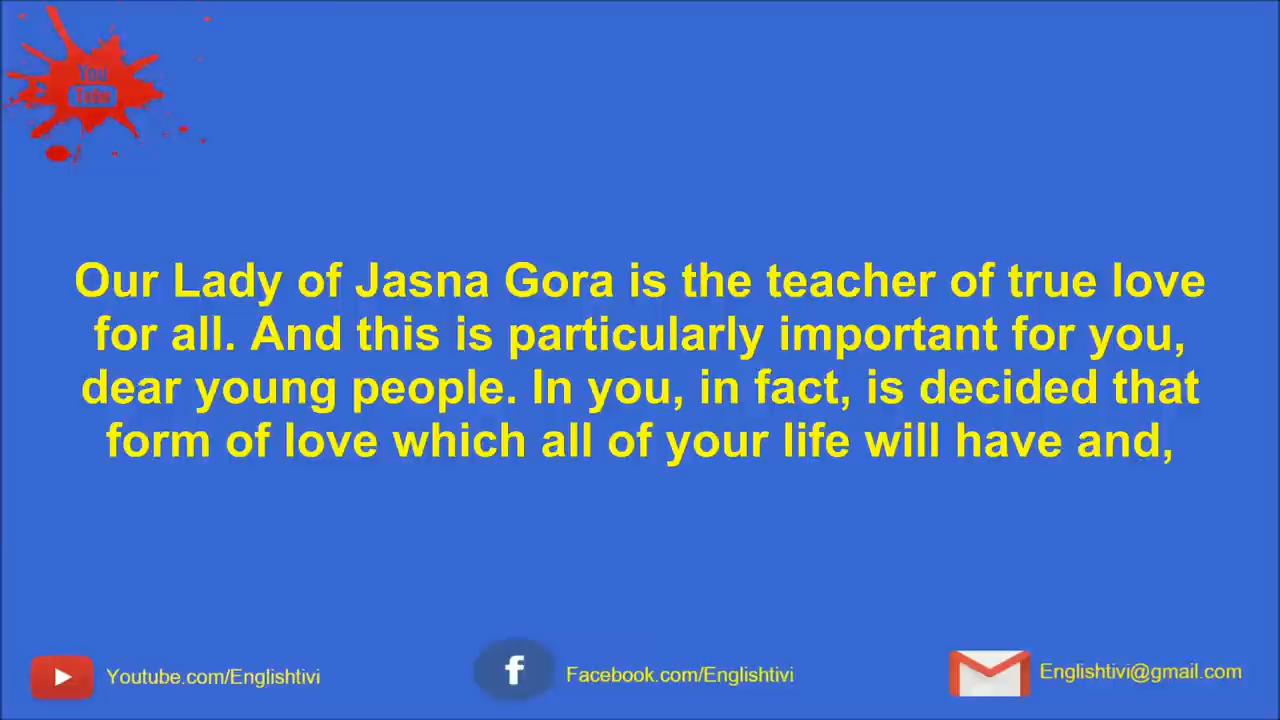 You
Tube
Our Lady of Jasna Gora is the teacher of true love
for all. And this is particularly important for you,
dear young people. In you, in fact, is decided that
form of love which all of your life will have and,
Youtube.com/Englishtivi
Facebook.com/Englishtivi
Englishtivi@gmail.com